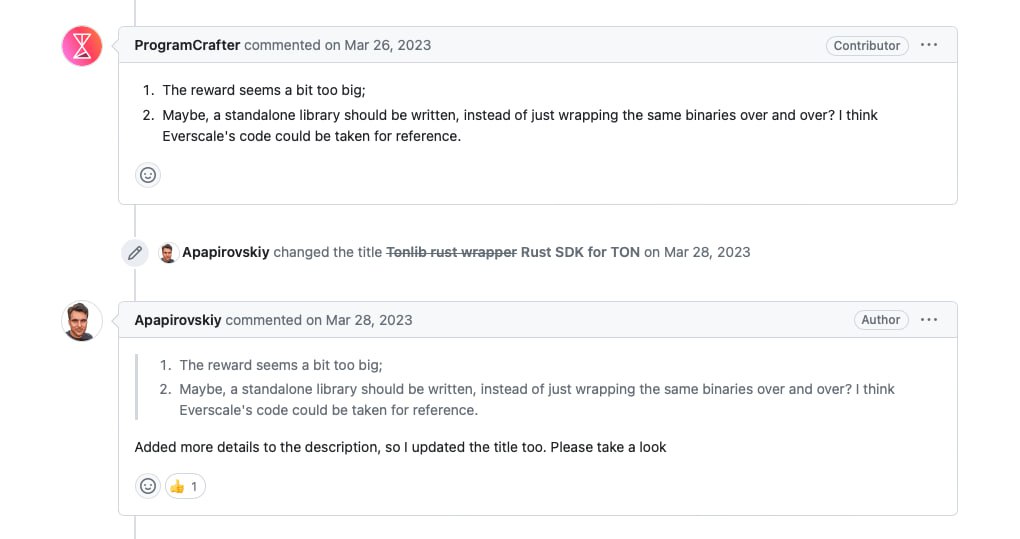 ProgramCrafter commented on Mar 26, 2023 Contributor ...
1. The reward seems a bit too big;
2. Maybe, a standalone library should be written, instead of just wrapping the same binaries over and over? I think
Everscale's code could be taken for reference.
Apapirovskiy changed the title Tonlib rust wrapper Rust SDK for TON on Mar 28, 2023
Apapirovskiy commented on Mar 28, 2023 Author ...
1. The reward seems a bit too big;
2. Maybe, a standalone library should be written, instead of just wrapping the same binaries over and over? I think
Everscale's code could be taken for reference.
Added more details to the description, so I updated the title too. Please take a look
👍 1